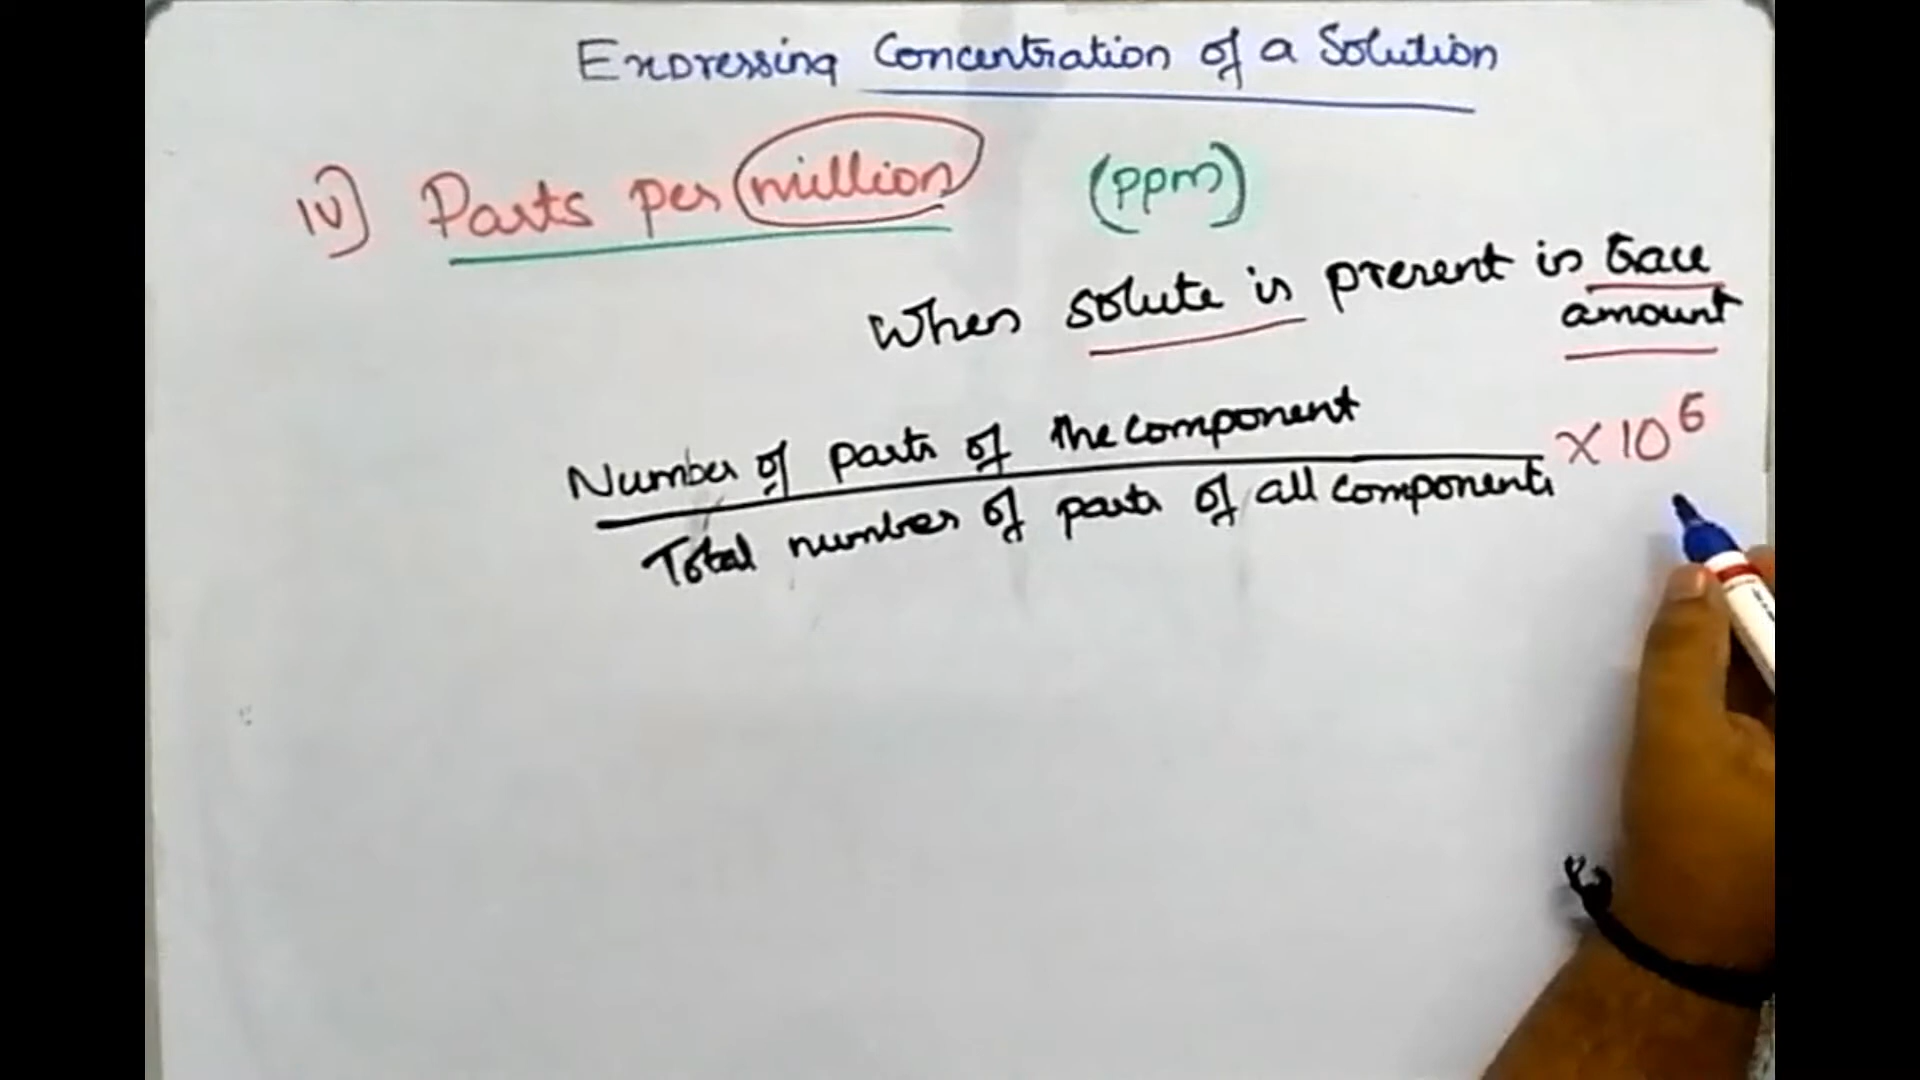 Expressing Concentration of a Solution
iv) Parts per million (ppm)
When solute is present in trace
amount
Number of parts of the component
Total number of parts of all components
× 10⁶